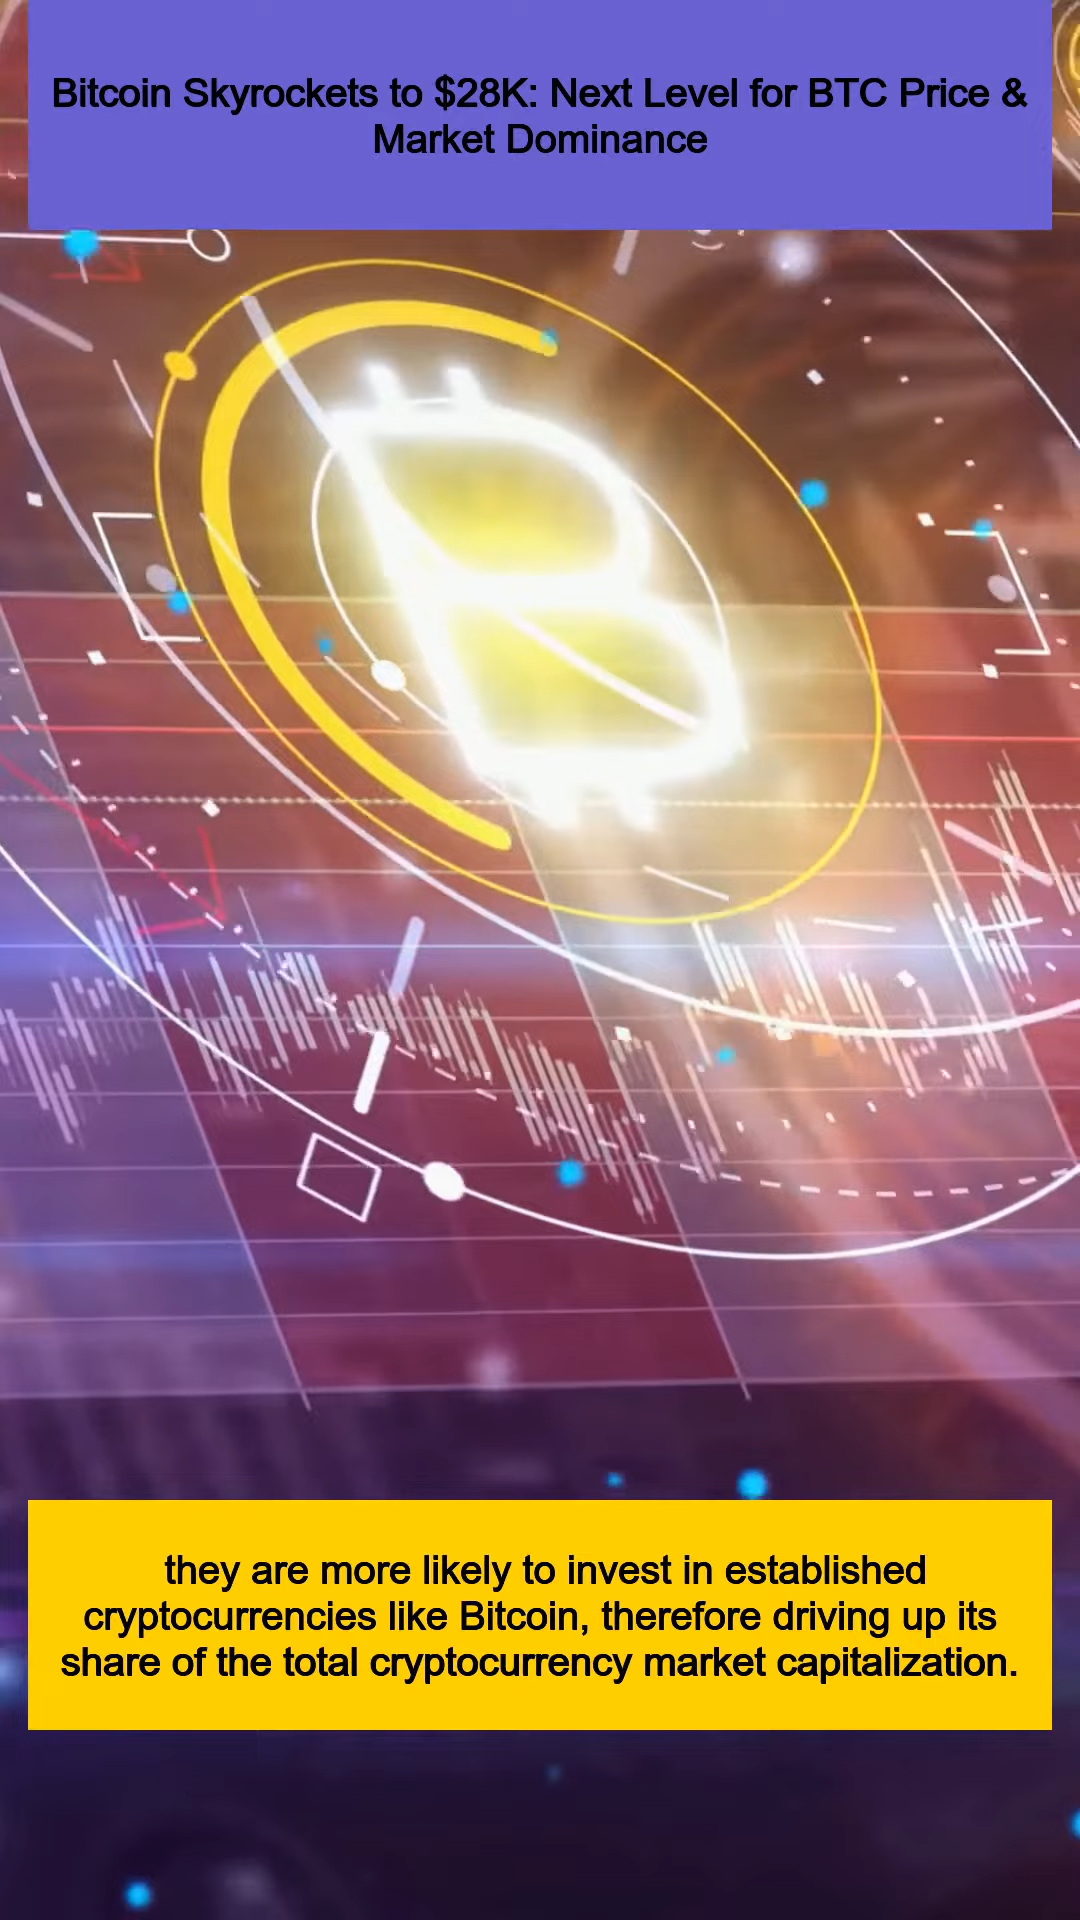 Bitcoin Skyrockets to $28K: Next Level for BTC Price &
Market Dominance
they are more likely to invest in established
cryptocurrencies like Bitcoin, therefore driving up its
share of the total cryptocurrency market capitalization.